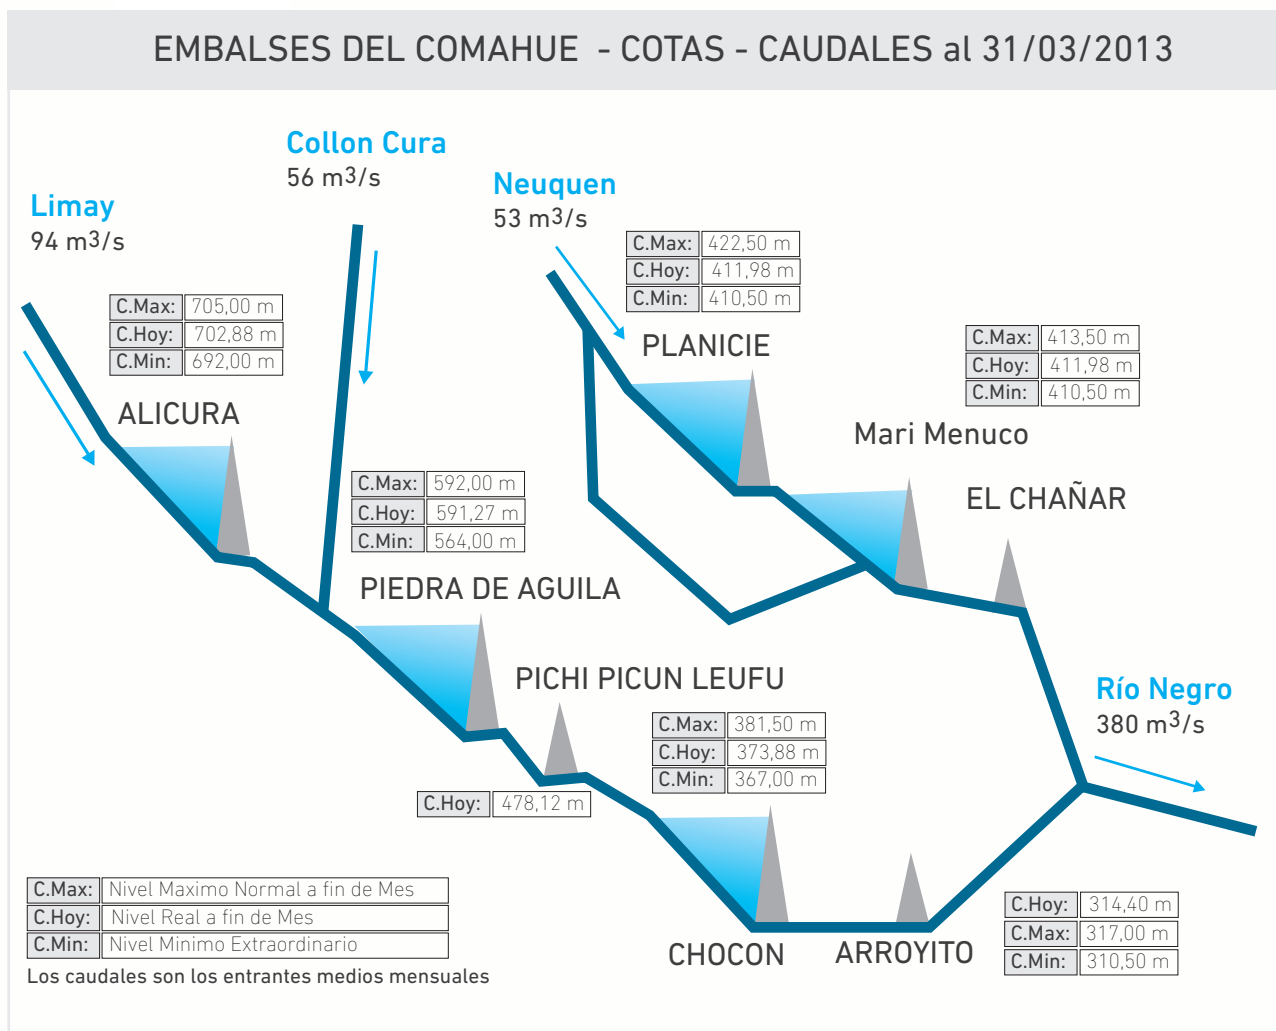 EMBALSES DEL COMAHUE - COTAS - CAUDALES al 31/03/2013
Collon Cura
56 m3/s
Neuquen
53 m3/s
Limay
94 m3/s
C.Max: 422,50 m
C.Hoy: 411,98 m
C.Min: 410,50 m
PLANICIE
C.Max: 705,00 m
C.Hoy: 702,88 m
C.Min: 692,00 m
ALICURA
C.Max: 413,50 m
C.Hoy: 411,98 m
C.Min: 410,50 m
Mari Menuco
EL CHAÑAR
C.Max: 592,00 m
C.Hoy: 591,27 m
C.Min: 564,00 m
PIEDRA DE AGUILA
PICHI PICUN LEUFU
C.Hoy: 478,12 m
Río Negro
380 m3/s
C.Max: 381,50 m
C.Hoy: 373,88 m
C.Min: 367,00 m
CHOCON
ARROYITO
C.Hoy: 314,40 m
C.Max: 317,00 m
C.Min: 310,50 m
C.Max: Nivel Maximo Normal a fin de Mes
C.Hoy: Nivel Real a fin de Mes
C.Min: Nivel Minimo Extraordinario
Los caudales son los entrantes medios mensuales